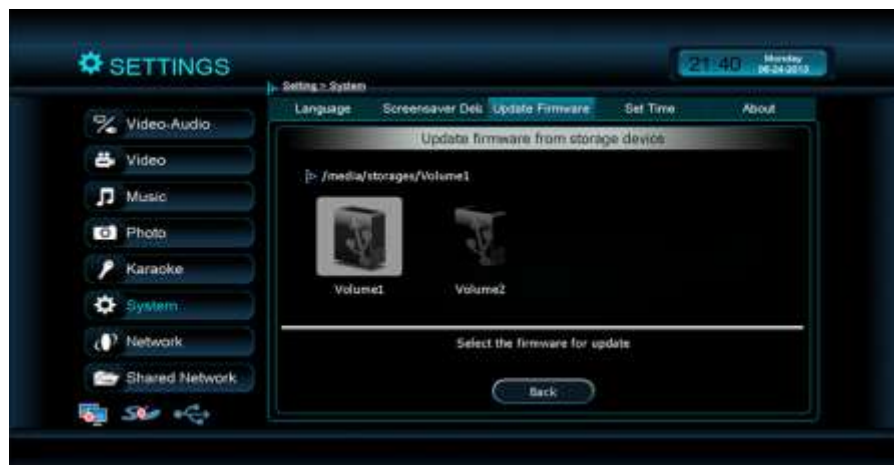 SETTINGS
21:40 Monday
06-24-2013
Setting > System
Language Screensaver Dela Update Firmware Set Time About
Update firmware from storage device
/media/storages/Volume1
Volume1 Volume2
Select the firmware for update
Back
Video-Audio
Video
Music
Photo
Karaoke
System
Network
Shared Network